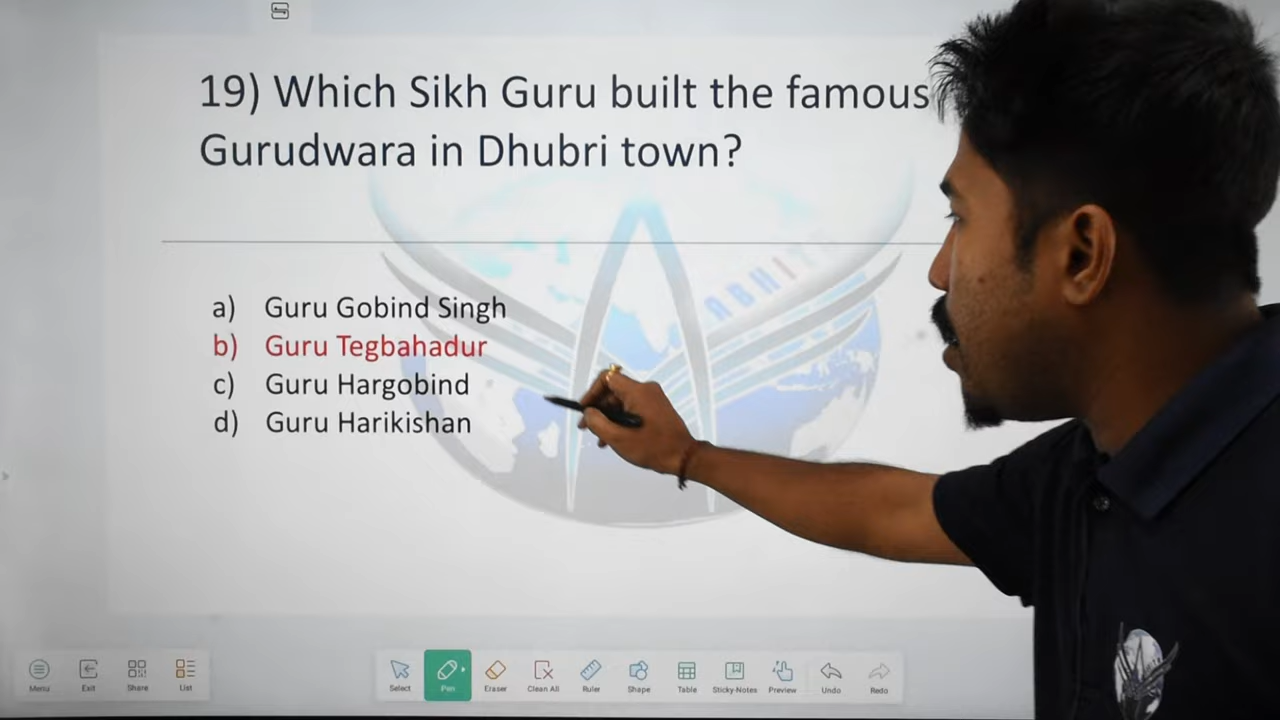 19) Which Sikh Guru built the famous
Gurudwara in Dhubri town?
a) Guru Gobind Singh
b) Guru Tegbahadur
c) Guru Hargobind
d) Guru Harikishan
Menu Exit Share List Select Pen Eraser Clean All Ruler Shape Table Sticky-Notes Preview Undo Redo